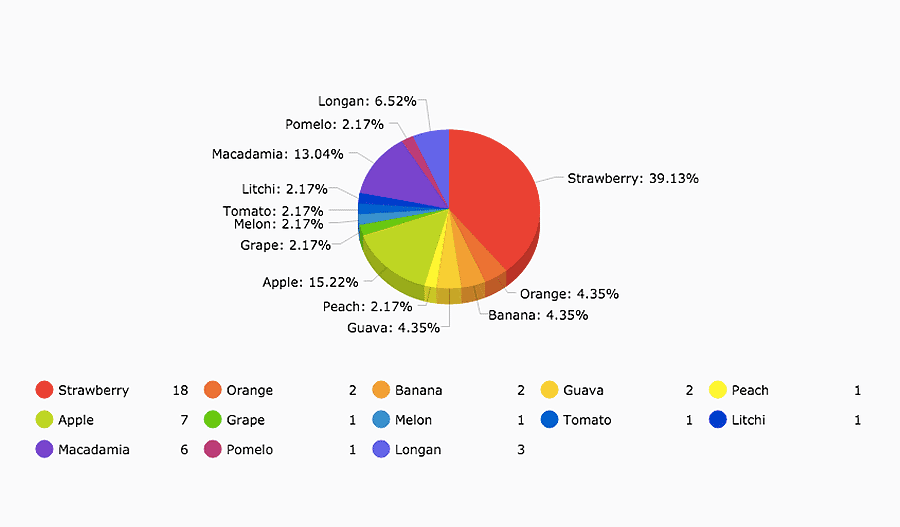 Longan: 6.52%
Pomelo: 2.17%
Macadamia: 13.04%
Strawberry: 39.13%
Litchi: 2.17%
Tomato: 2.17%
Melon: 2.17%
Grape: 2.17%
Apple: 15.22%
Orange: 4.35%
Peach: 2.17%
Banana: 4.35%
Guava: 4.35%
Strawberry 18 Orange 2 Banana 2 Guava 2 Peach 1
Apple 7 Grape 1 Melon 1 Tomato 1 Litchi 1
Macadamia 6 Pomelo 1 Longan 3